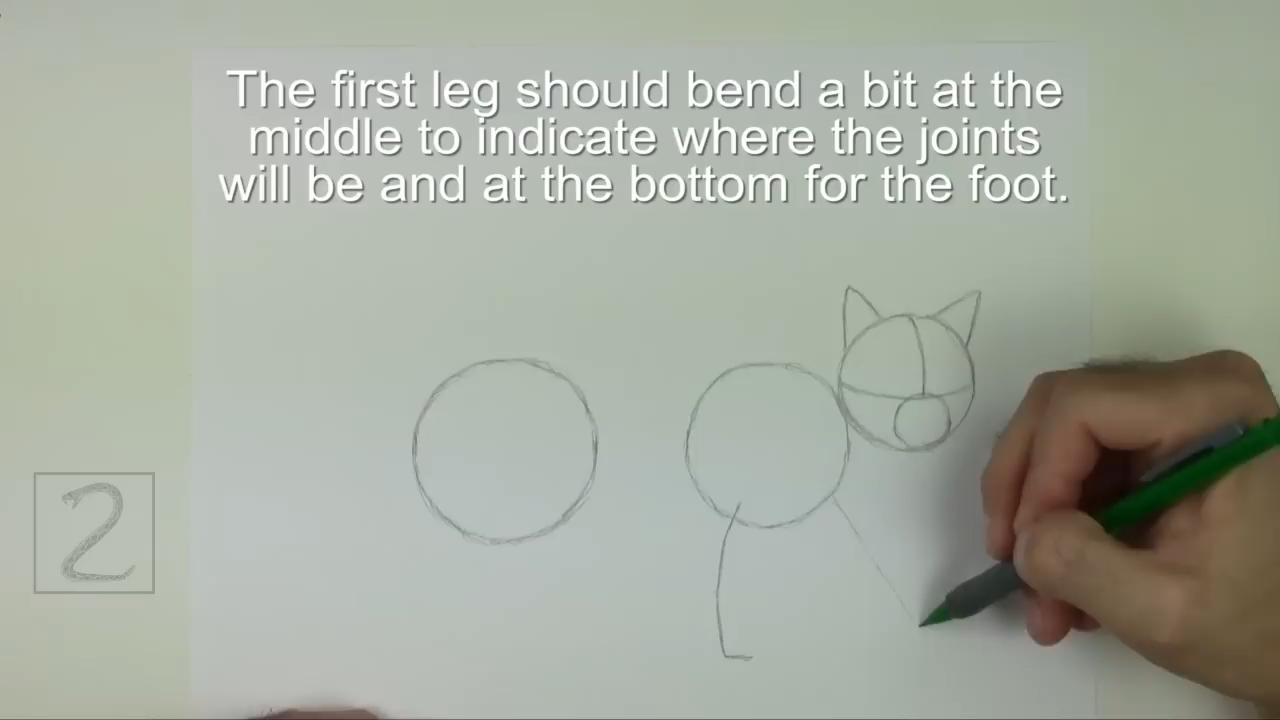 The first leg should bend a bit at the
middle to indicate where the joints
will be and at the bottom for the foot.
2